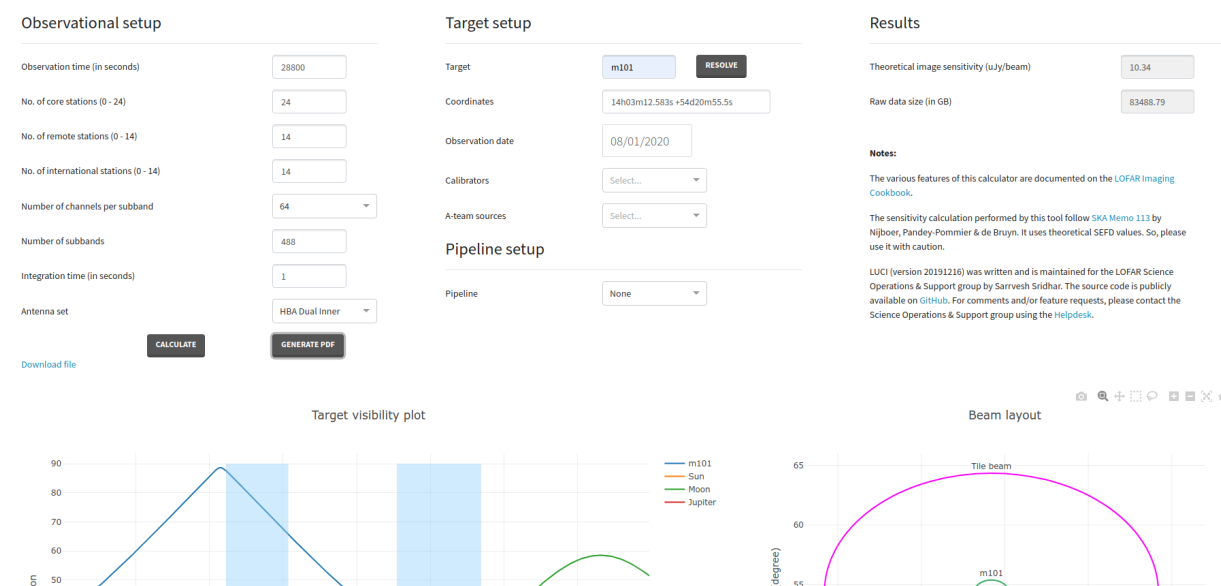 Observational setup
Observation time (in seconds) 28800
No. of core stations (0 - 24) 24
No. of remote stations (0 - 14) 14
No. of international stations (0 - 14) 14
Number of channels per subband 64
Number of subbands 488
Integration time (in seconds) 1
Antenna set HBA Dual Inner
CALCULATE GENERATE PDF
Download file
Target setup
Target m101 RESOLVE
Coordinates 14h03m12.583s +54d20m55.5s
Observation date 08/01/2020
Calibrators Select...
A-team sources Select...
Pipeline setup
Pipeline None
Results
Theoretical image sensitivity (uJy/beam) 10.34
Raw data size (in GB) 83488.79
Notes:
The various features of this calculator are documented on the LOFAR Imaging
Cookbook.
The sensitivity calculation performed by this tool follow SKA Memo 113 by
Nijboer, Pandey-Pommier & de Bruyn. It uses theoretical SEFD values. So, please
use it with caution.
LUCI (version 20191216) was written and is maintained for the LOFAR Science
Operations & Support group by Sarrvesh Sridhar. The source code is publicly
available on GitHub. For comments and/or feature requests, please contact the
Science Operations & Support group using the Helpdesk.
Target visibility plot
90
80
70
60
50
m101
Sun
Moon
Jupiter
Beam layout
65
60
55
degree)
Tile beam
m101